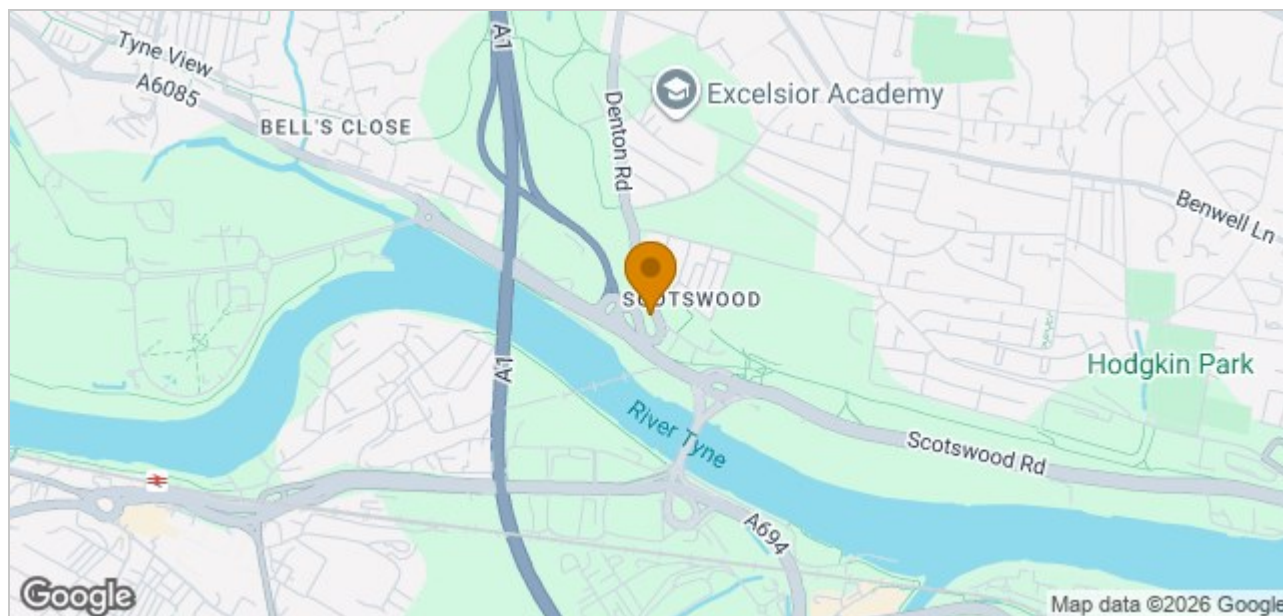 A1
Tyne View
A6085
BELL'S CLOSE
Denton Rd
Excelsior Academy
Benwell Ln
SCOTSWOOD
A1
Hodgkin Park
River Tyne
Scotswood Rd
A694
Google
Map data ©2026 Google